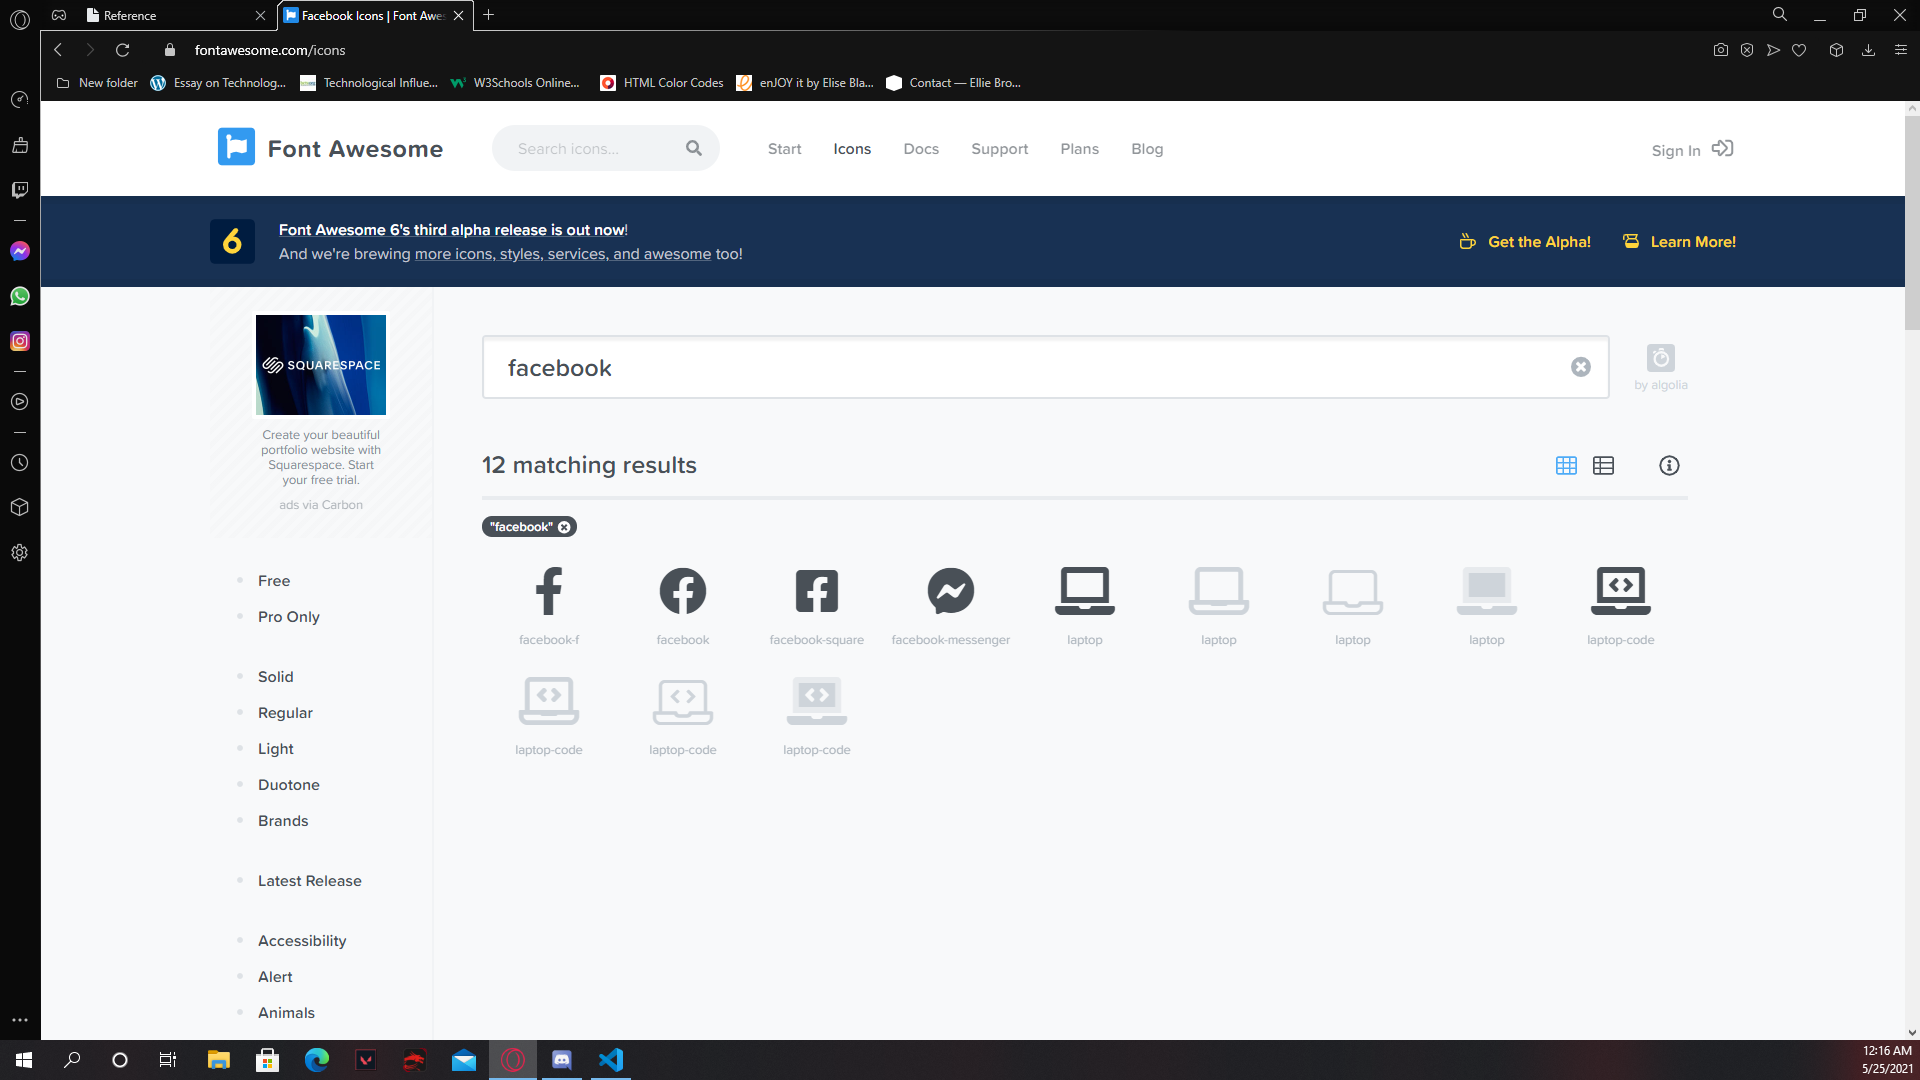 Reference
Facebook Icons | Font Awes
fontawesome.com/icons
New folder
Essay on Technolog...
Technological Influe...
W3Schools Online...
HTML Color Codes
enJOY it by Elise Bla...
Contact — Ellie Bro...
Font Awesome
Search icons...
Start
Icons
Docs
Support
Plans
Blog
Sign In
6
Font Awesome 6's third alpha release is out now!
And we're brewing more icons, styles, services, and awesome too!
Get the Alpha!
Learn More!
SQUARESPACE
Create your beautiful
portfolio website with
Squarespace. Start
your free trial.
ads via Carbon
facebook
by algolia
12 matching results
"facebook"
facebook-f
facebook
facebook-square
facebook-messenger
laptop
laptop
laptop
laptop
laptop-code
laptop-code
laptop-code
laptop-code
Free
Pro Only
Solid
Regular
Light
Duotone
Brands
Latest Release
Accessibility
Alert
Animals
12:16 AM
5/25/2021